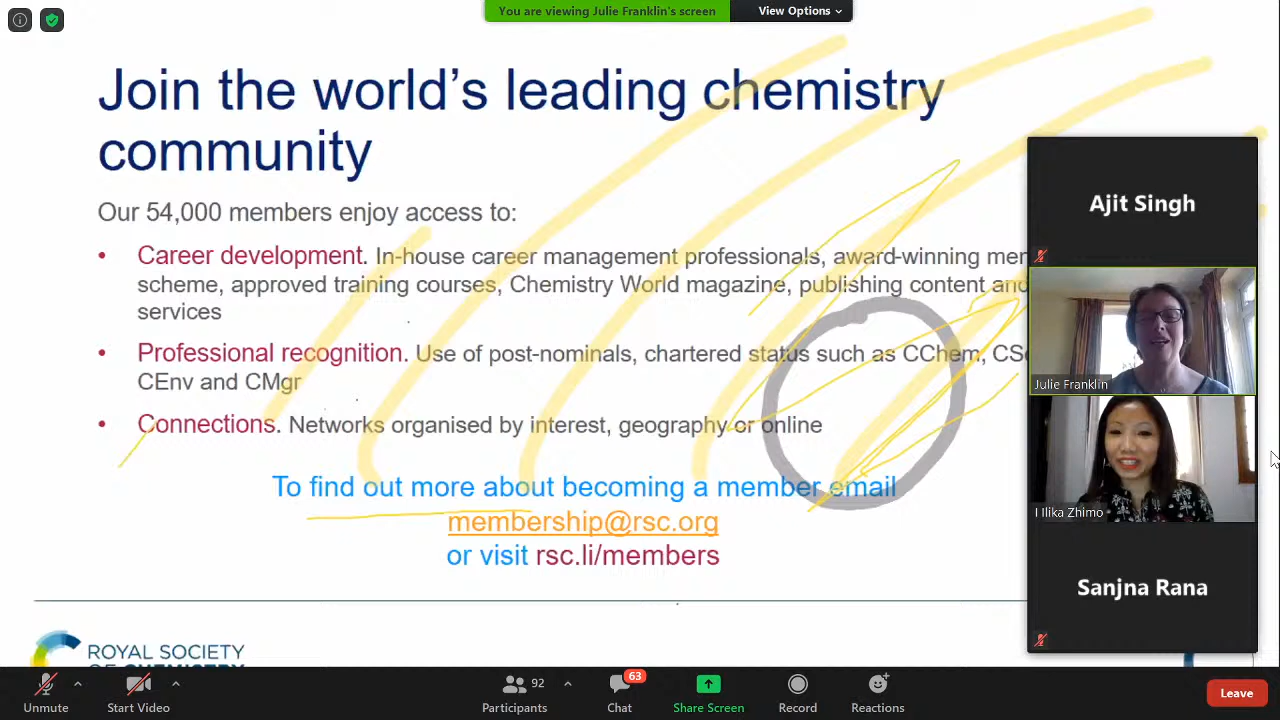 You are viewing Julie Franklin's screen
View Options
Join the world's leading chemistry
community
Our 54,000 members enjoy access to:
• Career development. In-house career management professionals, award-winning
scheme, approved training courses, Chemistry World magazine, publishing content and
services
• Professional recognition. Use of post-nominals, chartered status such as CChem,
CEnv and CMgr
• Connections. Networks organised by interest, geography or online
To find out more about becoming a member email
membership@rsc.org
or visit rsc.li/members
ROYAL SOCIETY
OF CHEMISTRY
Ajit Singh
Julie Franklin
Ilika Zhimo
Sanjna Rana
Unmute
Start Video
92
Participants
63
Chat
Share Screen
Record
Reactions
Leave